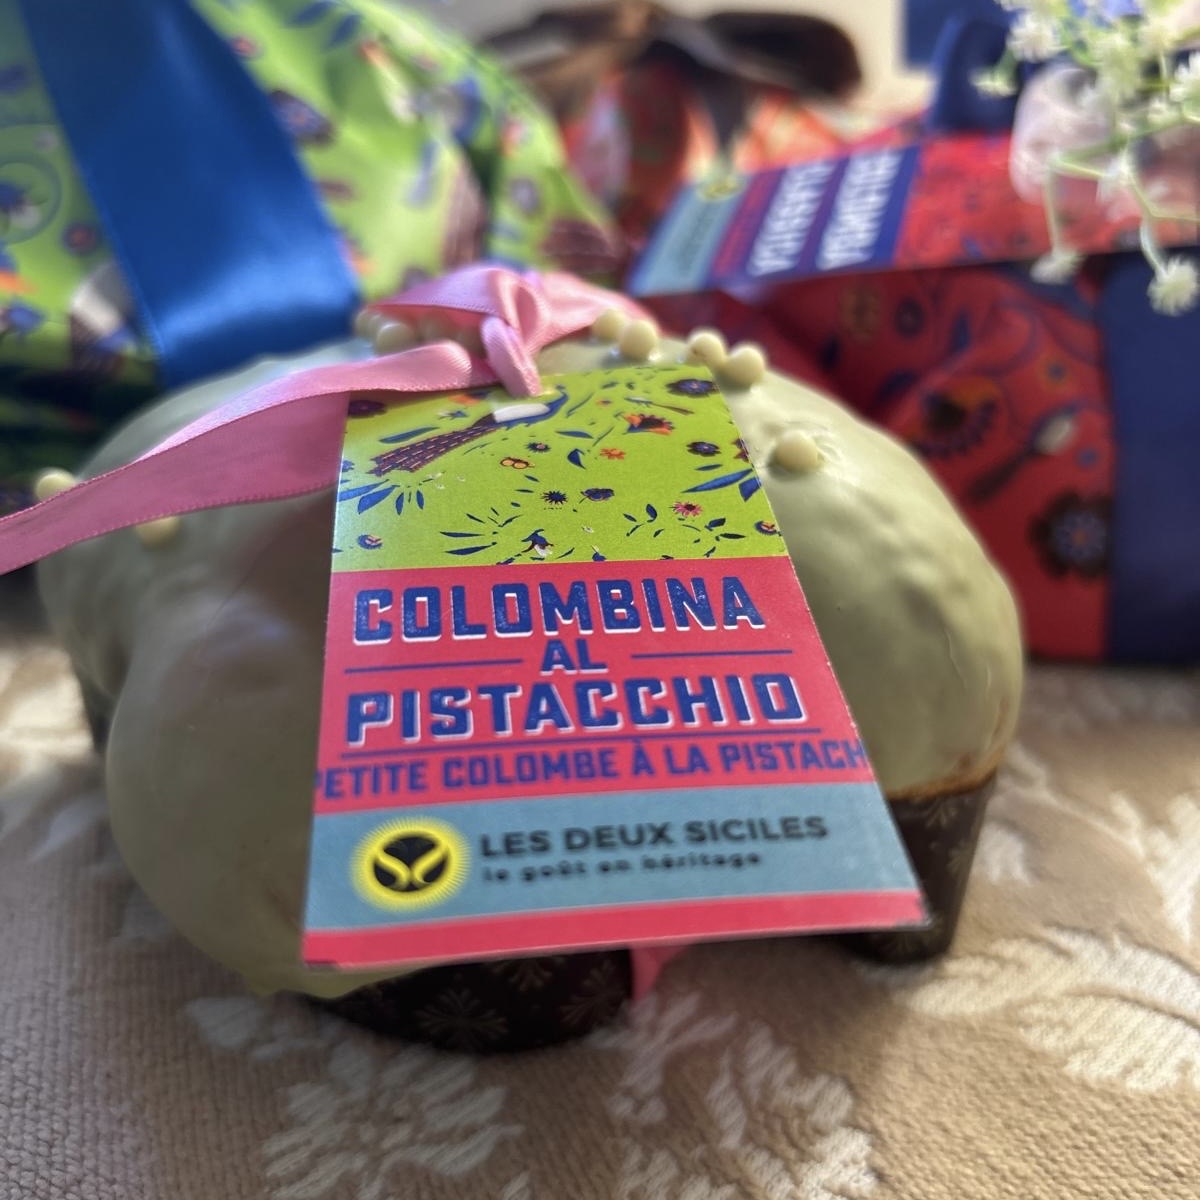 COLOMBINA
AL
PISTACCHIO
PETITE COLOMBE À LA PISTACH
LES DEUX SICILES
le goût en héritage